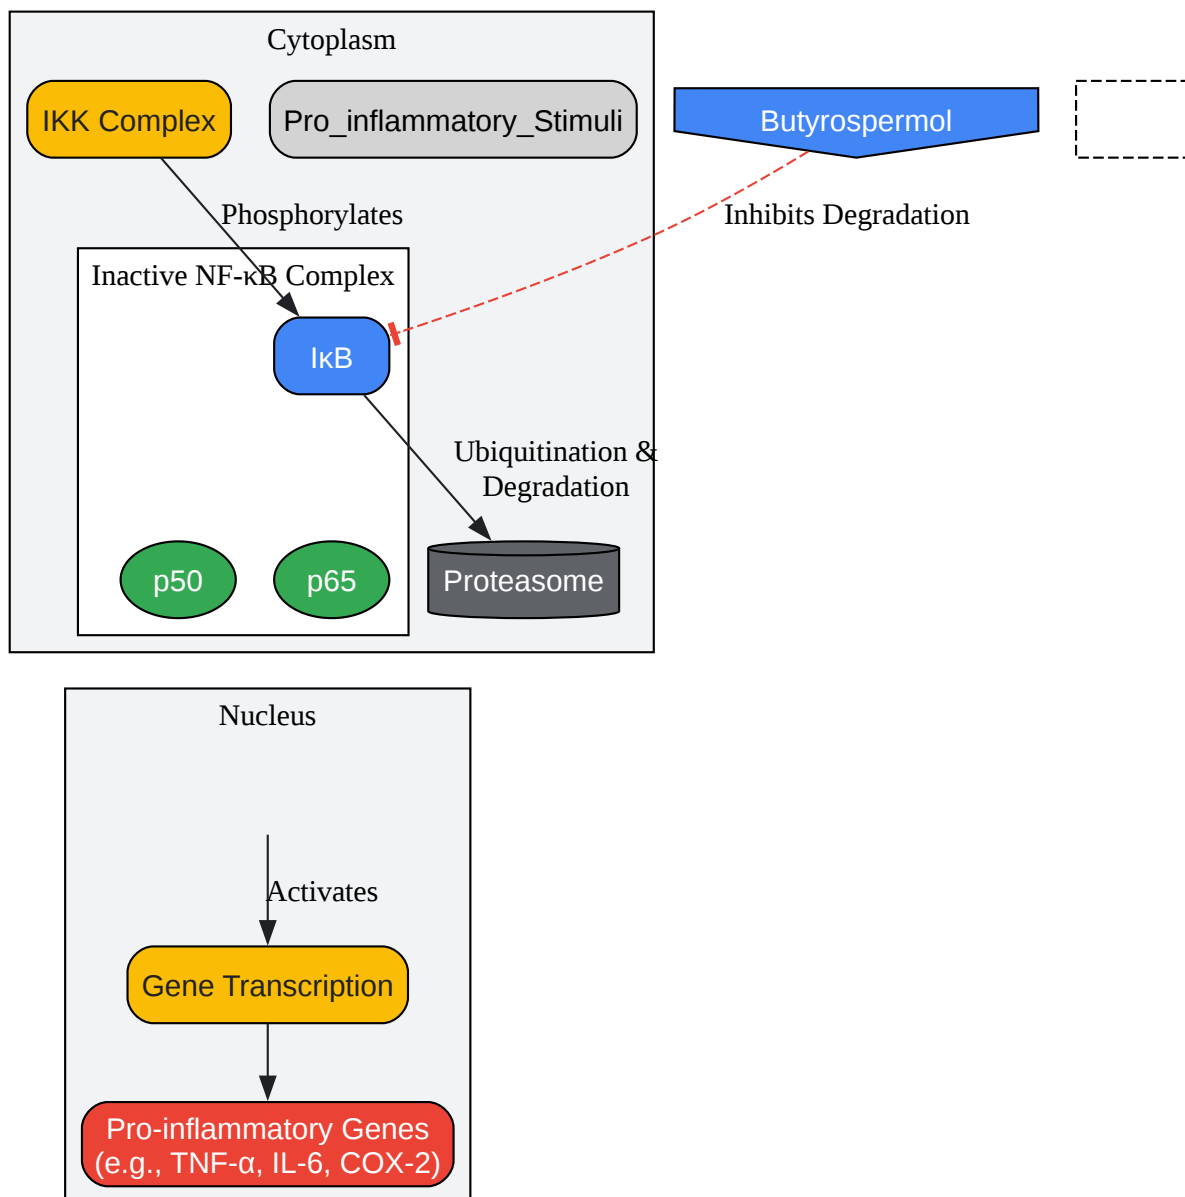 Cytoplasm
IKK Complex
Pro_inflammatory_Stimuli
Butyrospermol
Phosphorylates
Inhibits Degradation
Inactive NF-κB Complex
IκB
Ubiquitination &
Degradation
p50
p65
Proteasome
Nucleus
Activates
Gene Transcription
Pro-inflammatory Genes
(e.g., TNF-α, IL-6, COX-2)